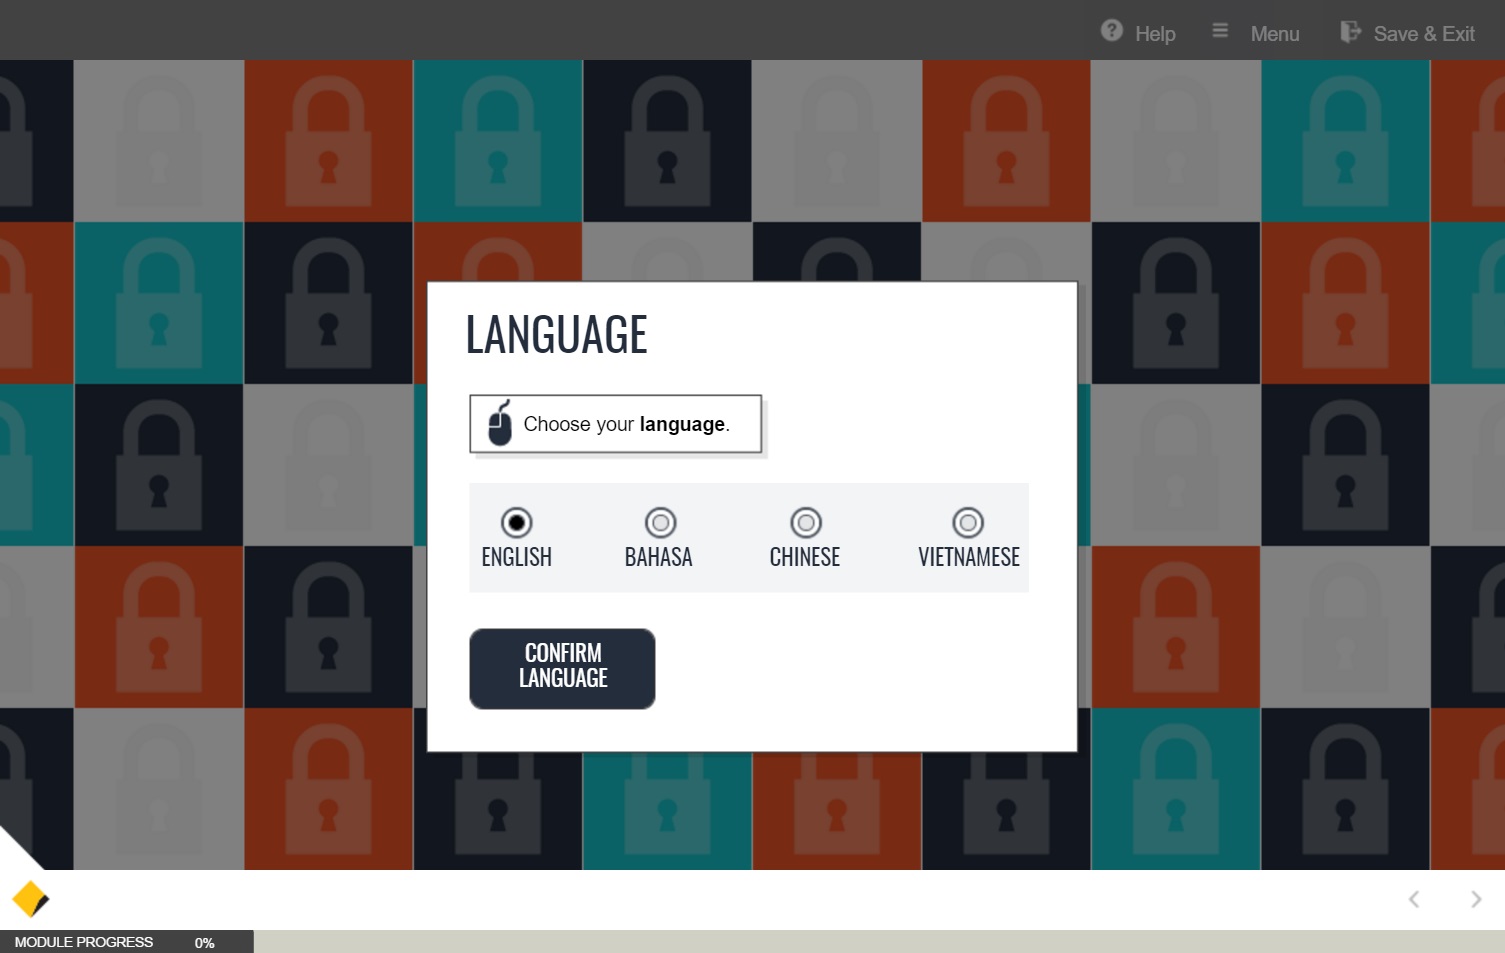 Help Menu Save & Exit
LANGUAGE
Choose your language.
ENGLISH BAHASA CHINESE VIETNAMESE
CONFIRM
LANGUAGE
MODULE PROGRESS 0%